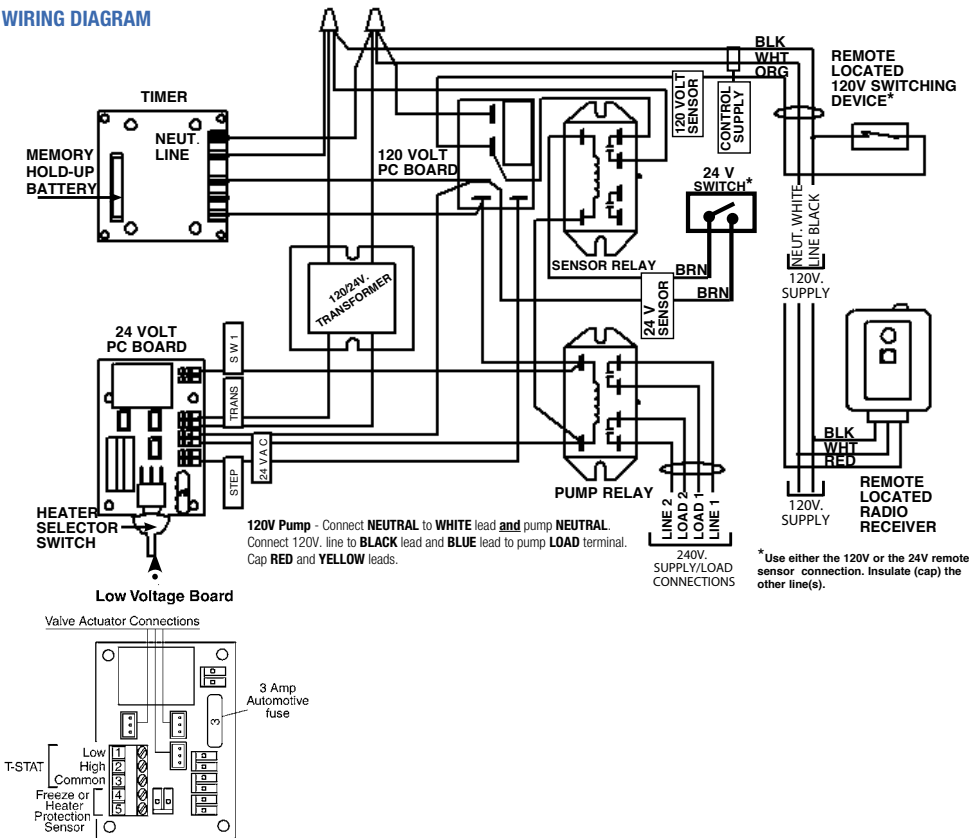 WIRING DIAGRAM
TIMER
NEUT.
LINE
MEMORY
HOLD-UP
BATTERY
120 VOLT
PC BOARD
120 VOLT
SENSOR
CONTROL
SUPPLY
BLK
WHT
ORG
REMOTE
LOCATED
120V SWITCHING
DEVICE*
24 V
SWITCH*
SENSOR RELAY
BRN
BRN
24 V
SENSOR
NEUT. WHITE
LINE BLACK
120V.
SUPPLY
120/24V.
TRANSFORMER
24 VOLT
PC BOARD
S W 1
TRANS
24 V A C
STEP
HEATER
SELECTOR
SWITCH
PUMP RELAY
LINE 2
LOAD 2
LOAD 1
LINE 1
240V.
SUPPLY/LOAD
CONNECTIONS
BLK
WHT
RED
120V.
SUPPLY
REMOTE
LOCATED
RADIO
RECEIVER
120V Pump - Connect NEUTRAL to WHITE lead and pump NEUTRAL.
Connect 120V. line to BLACK lead and BLUE lead to pump LOAD terminal.
Cap RED and YELLOW leads.
*Use either the 120V or the 24V remote
sensor connection. Insulate (cap) the
other line(s).
Low Voltage Board
Valve Actuator Connections
3 Amp
Automotive
fuse
3
T-STAT
Low 1
High 2
Common 3
Freeze or
Heater
Protection
Sensor
4
5